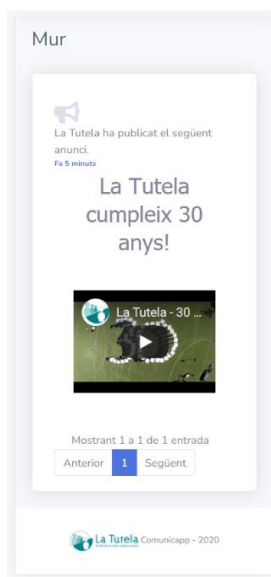 Mur
La Tutela ha publicat el següent
anunci.
Fa 5 minuts
La Tutela
cumpleix 30
anys!
La Tutela - 30 ...
Mostrant 1 a 1 de 1 entrada
Anterior 1 Següent
La Tutela Comunicapp - 2020